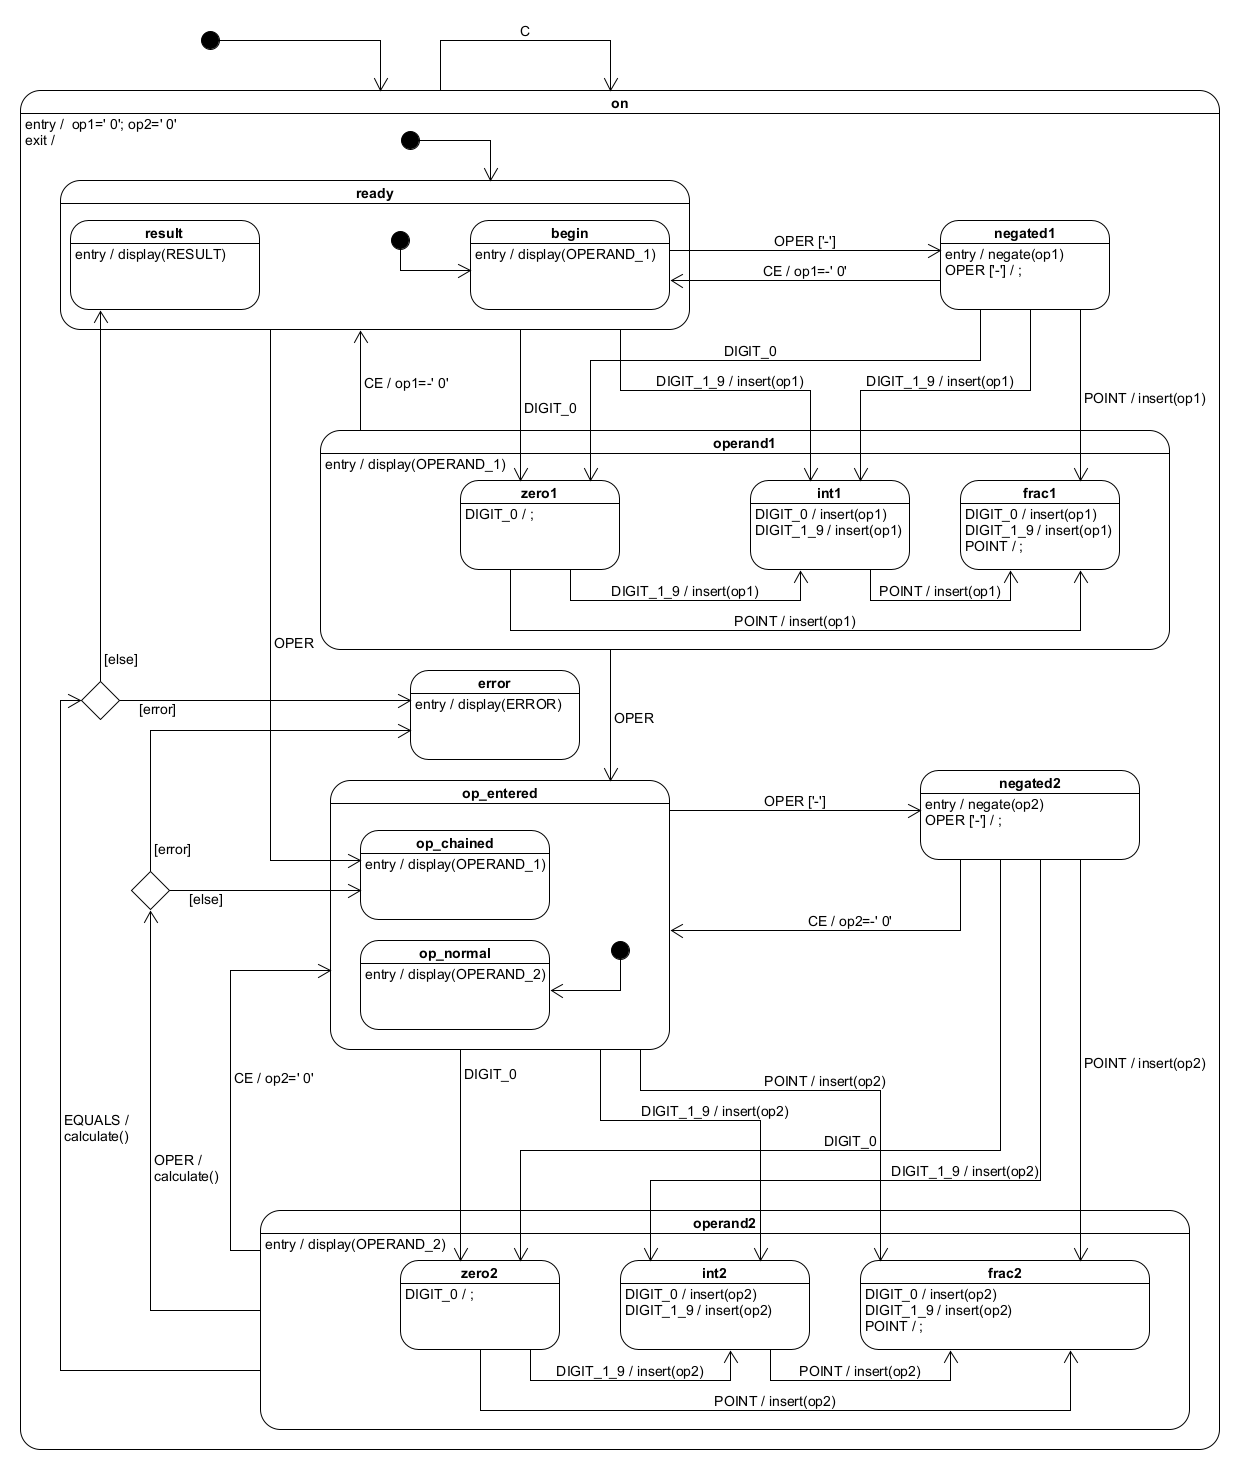 C
on
entry /  op1=' 0'; op2=' 0'
exit /
ready
result
entry / display(RESULT)
begin
entry / display(OPERAND_1)
OPER ['-']
CE / op1=-' 0'
negated1
entry / negate(op1)
OPER ['-'] / ;
DIGIT_0
CE / op1=-' 0'
DIGIT_1_9 / insert(op1)
DIGIT_1_9 / insert(op1)
POINT / insert(op1)
DIGIT_0
operand1
entry / display(OPERAND_1)
zero1
DIGIT_0 / ;
int1
DIGIT_0 / insert(op1)
DIGIT_1_9 / insert(op1)
frac1
DIGIT_0 / insert(op1)
DIGIT_1_9 / insert(op1)
POINT / ;
DIGIT_1_9 / insert(op1)
POINT / insert(op1)
POINT / insert(op1)
OPER
[else]
[error]
error
entry / display(ERROR)
OPER
op_entered
OPER ['-']
negated2
entry / negate(op2)
OPER ['-'] / ;
op_chained
entry / display(OPERAND_1)
[error]
[else]
CE / op2=-' 0'
op_normal
entry / display(OPERAND_2)
CE / op2=' 0'
DIGIT_0
POINT / insert(op2)
POINT / insert(op2)
DIGIT_1_9 / insert(op2)
EQUALS /
calculate()
DIGIT_0
OPER /
calculate()
DIGIT_1_9 / insert(op2)
operand2
entry / display(OPERAND_2)
zero2
DIGIT_0 / ;
int2
DIGIT_0 / insert(op2)
DIGIT_1_9 / insert(op2)
frac2
DIGIT_0 / insert(op2)
DIGIT_1_9 / insert(op2)
POINT / ;
DIGIT_1_9 / insert(op2)
POINT / insert(op2)
POINT / insert(op2)